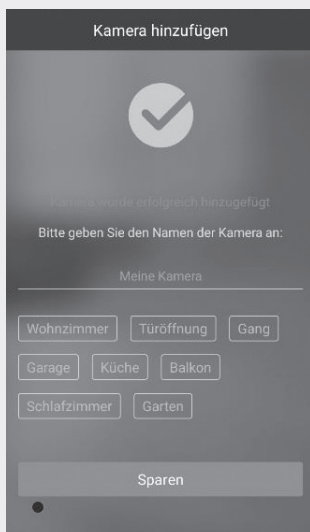 Kamera hinzufügen
Kamera wurde erfolgreich hinzugefügt
Bitte geben Sie den Namen der Kamera an:
Meine Kamera
Wohnzimmer Türöffnung Gang
Garage Küche Balkon
Schlafzimmer Garten
Sparen